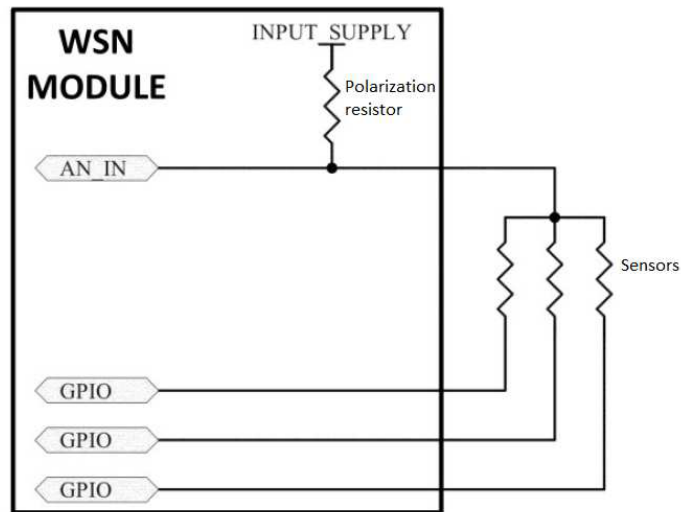 WSN
MODULE
INPUT_SUPPLY
Polarization
resistor
AN_IN
Sensors
GPIO
GPIO
GPIO